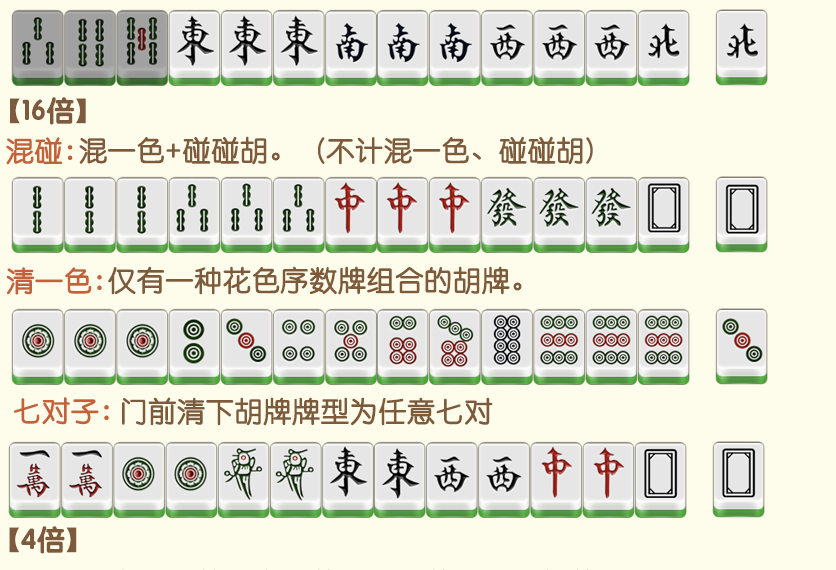 東 東 東 南 南 南 西 西 西 北 北
【16倍】
混碰:混一色+碰碰胡。（不计混一色、碰碰胡）
中 中 中 發 發 發
清一色:仅有一种花色序数牌组合的胡牌。
七对子: 门前清下胡牌牌型为任意七对
一萬 一萬 東 東 西 西 中 中
【4倍】